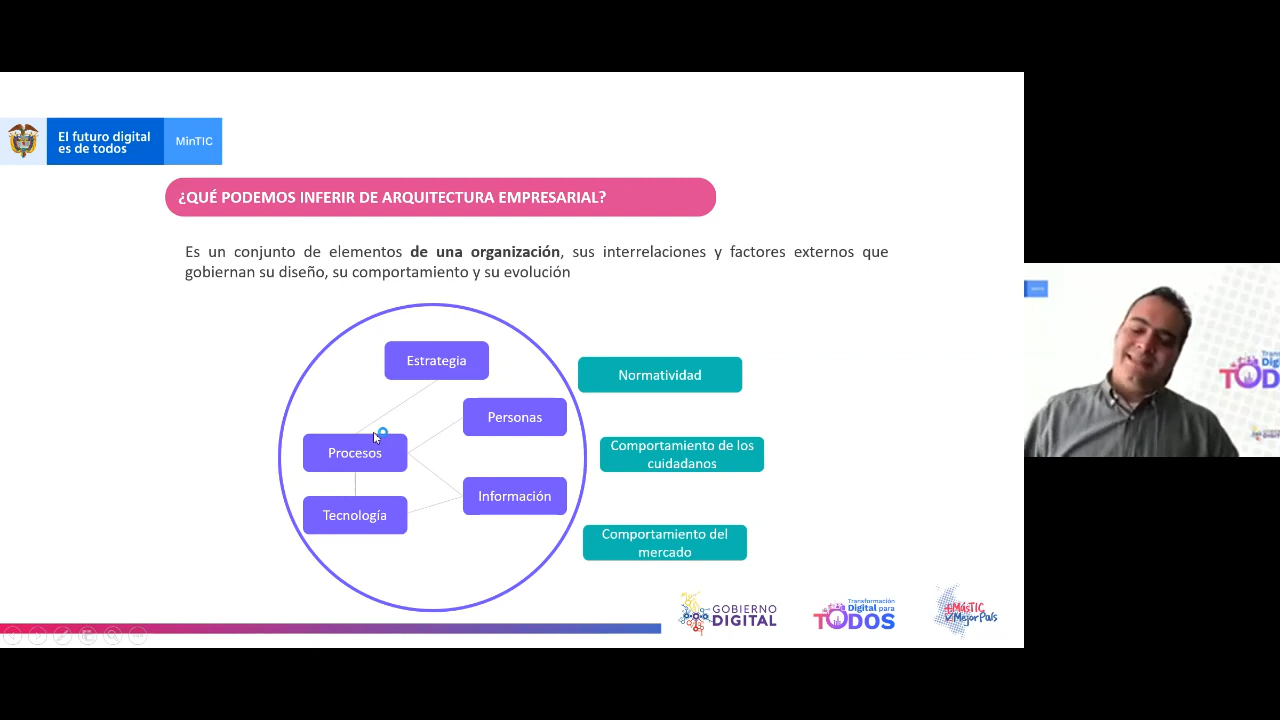 El futuro digital
es de todos
MinTIC
¿QUÉ PODEMOS INFERIR DE ARQUITECTURA EMPRESARIAL?
Es un conjunto de elementos de una organización, sus interrelaciones y factores externos que
gobiernan su diseño, su comportamiento y su evolución
Estrategia
Normatividad
Personas
Procesos
Comportamiento de los
cuidadanos
Información
Tecnología
Comportamiento del
mercado
GOBIERNO
DIGITAL
Transformación
Digital para
TODOS
+MásTIC
MejorPaís